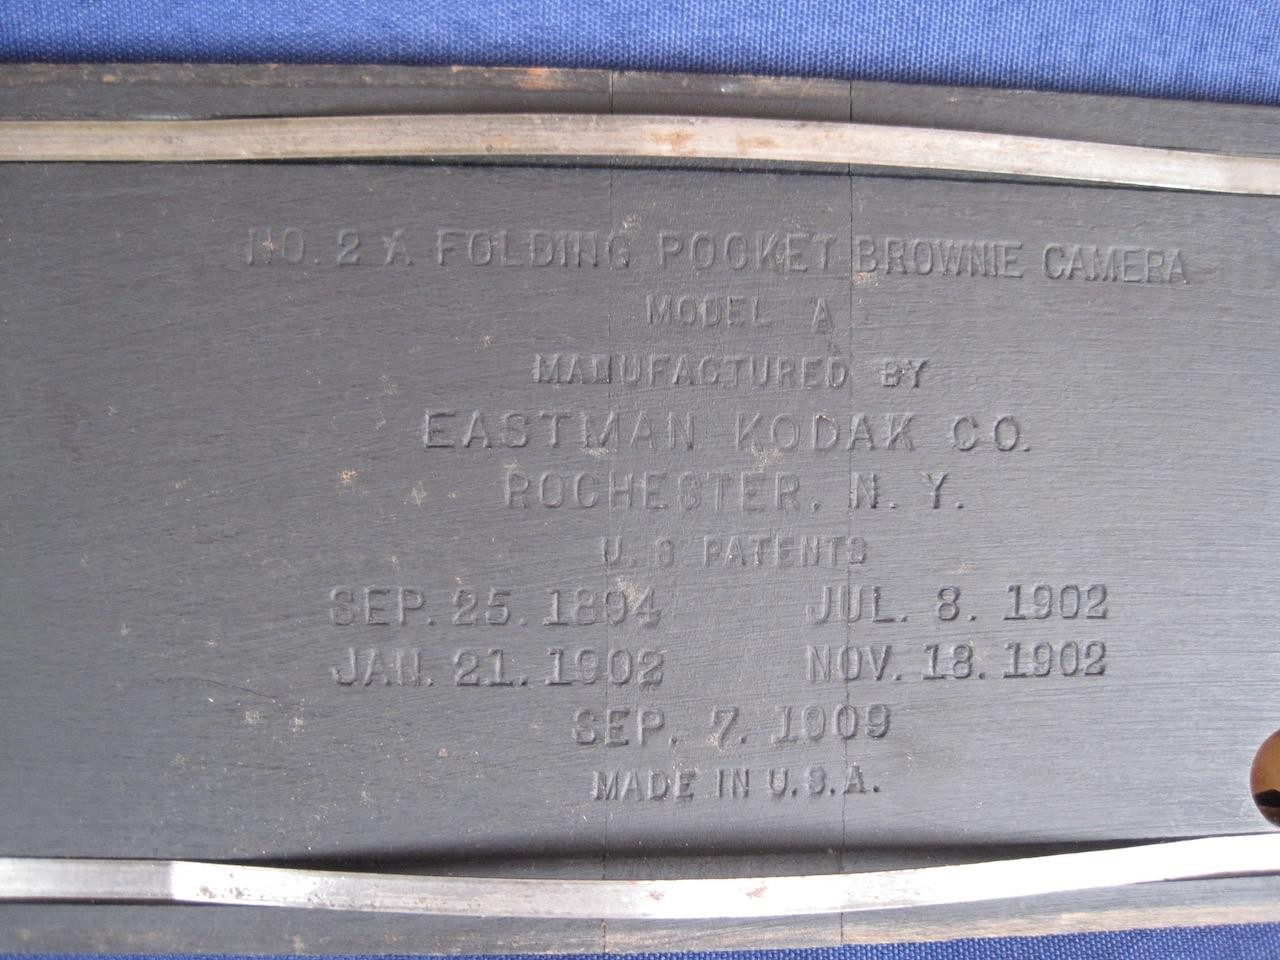 NO. 2 A FOLDING POCKET BROWNIE CAMERA
MODEL A
MANUFACTURED BY
EASTMAN KODAK CO.
ROCHESTER, N. Y.
U. S PATENTS
SEP. 25. 1894 JUL. 8. 1902
JAN. 21. 1902 NOV. 18. 1902
SEP. 7. 1909
MADE IN U.S.A.